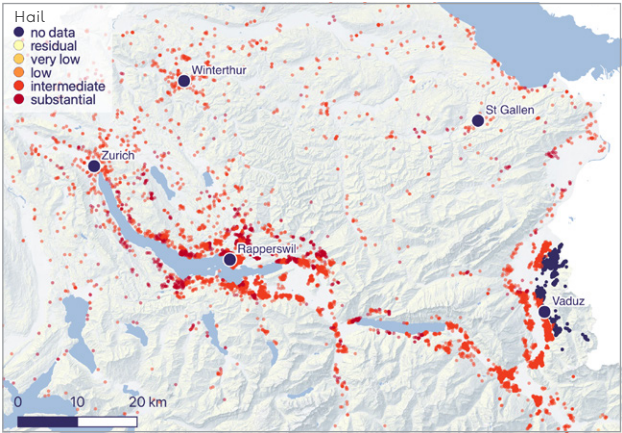 Hail
no data
residual
very low
low
intermediate
substantial
Winterthur
St Gallen
Zurich
Rapperswil
Vaduz
0 10 20 km